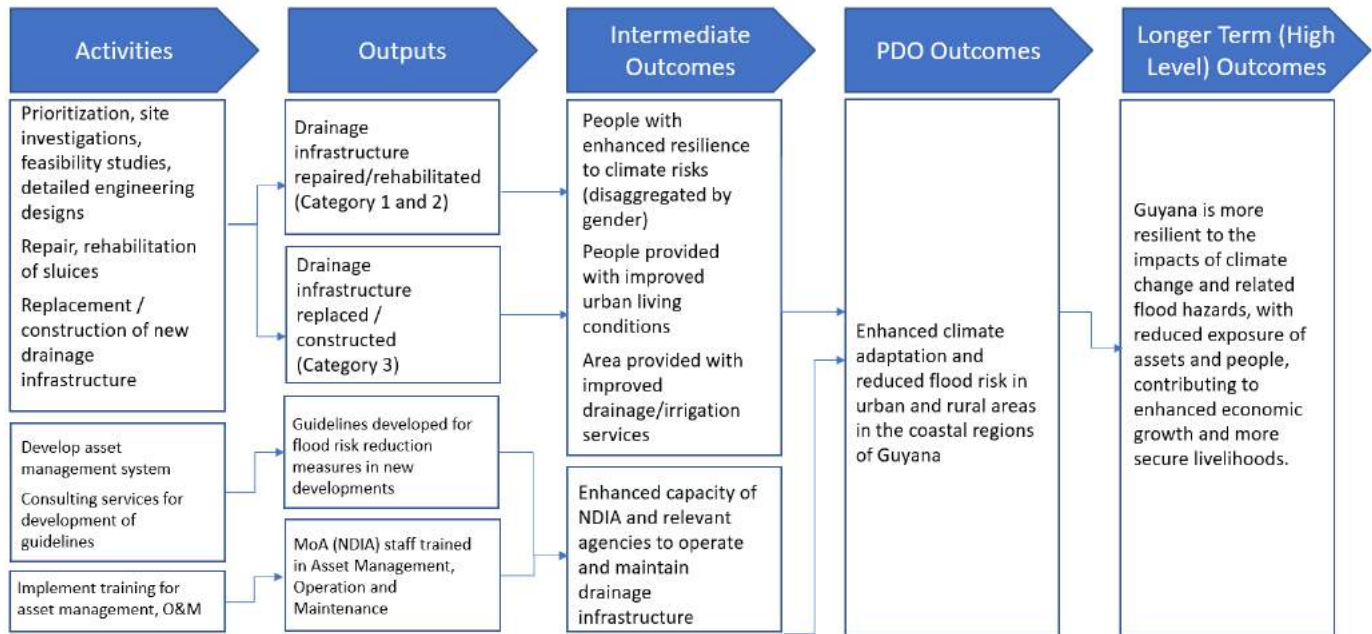 Activities
Outputs
Intermediate
Outcomes
PDO Outcomes
Longer Term (High
Level) Outcomes
Prioritization, site
investigations,
feasibility studies,
detailed engineering
designs
Repair, rehabilitation
of sluices
Replacement /
construction of new
drainage
infrastructure
Develop asset
management system
Consulting services for
development of
guidelines
Implement training for
asset management, O&M
Drainage
infrastructure
repaired/rehabilitated
(Category 1 and 2)
Drainage
infrastructure
replaced /
constructed
(Category 3)
Guidelines developed for
flood risk reduction
measures in new
developments
MoA (NDIA) staff trained
in Asset Management,
Operation and
Maintenance
People with
enhanced resilience
to climate risks
(disaggregated by
gender)
People provided
with improved
urban living
conditions
Area provided with
improved
drainage/irrigation
services
Enhanced capacity of
NDIA and relevant
agencies to operate
and maintain
drainage
infrastructure
Enhanced climate
adaptation and
reduced flood risk in
urban and rural areas
in the coastal regions
of Guyana
Guyana is more
resilient to the
impacts of climate
change and related
flood hazards, with
reduced exposure of
assets and people,
contributing to
enhanced economic
growth and more
secure livelihoods.